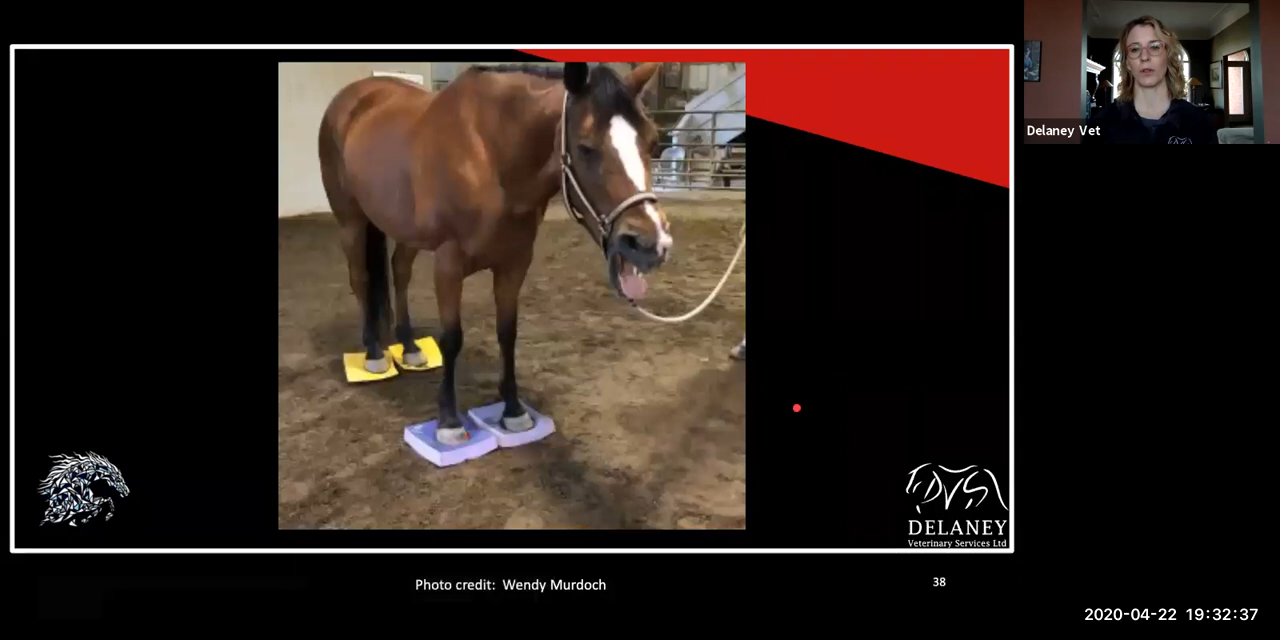 Delaney Vet
DVS
DELANEY
Veterinary Services Ltd
Photo credit:  Wendy Murdoch
38
2020-04-22  19:32:37